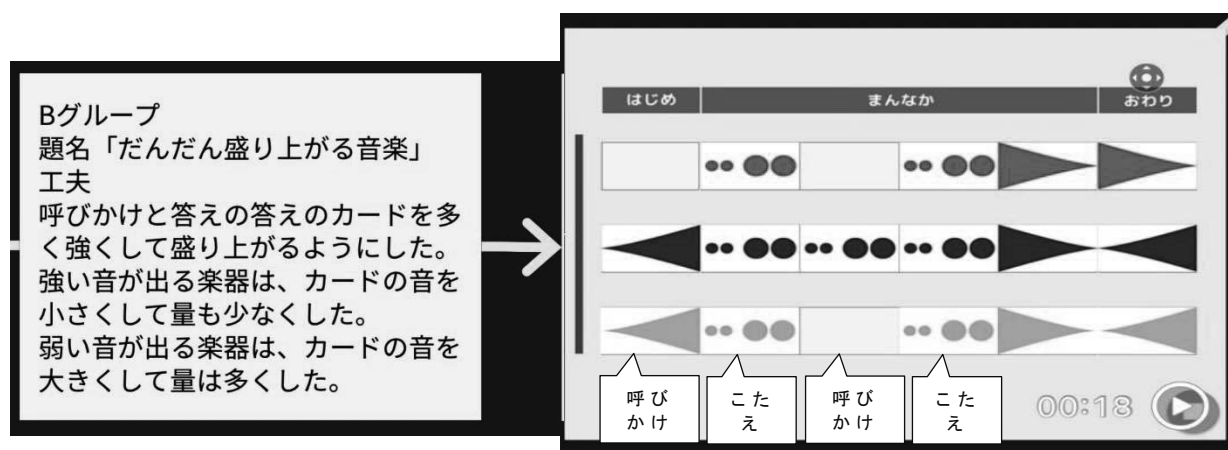 Bグループ
題名「だんだん盛り上がる音楽」
工夫
呼びかけと答えの答えのカードを多
く強くして盛り上がるようにした。
強い音が出る楽器は、カードの音を
小さくして量も少なくした。
弱い音が出る楽器は、カードの音を
大きくして量は多くした。
はじめ
まんなか
おわり
呼び
かけ
こた
え
呼び
かけ
こた
え
00:18